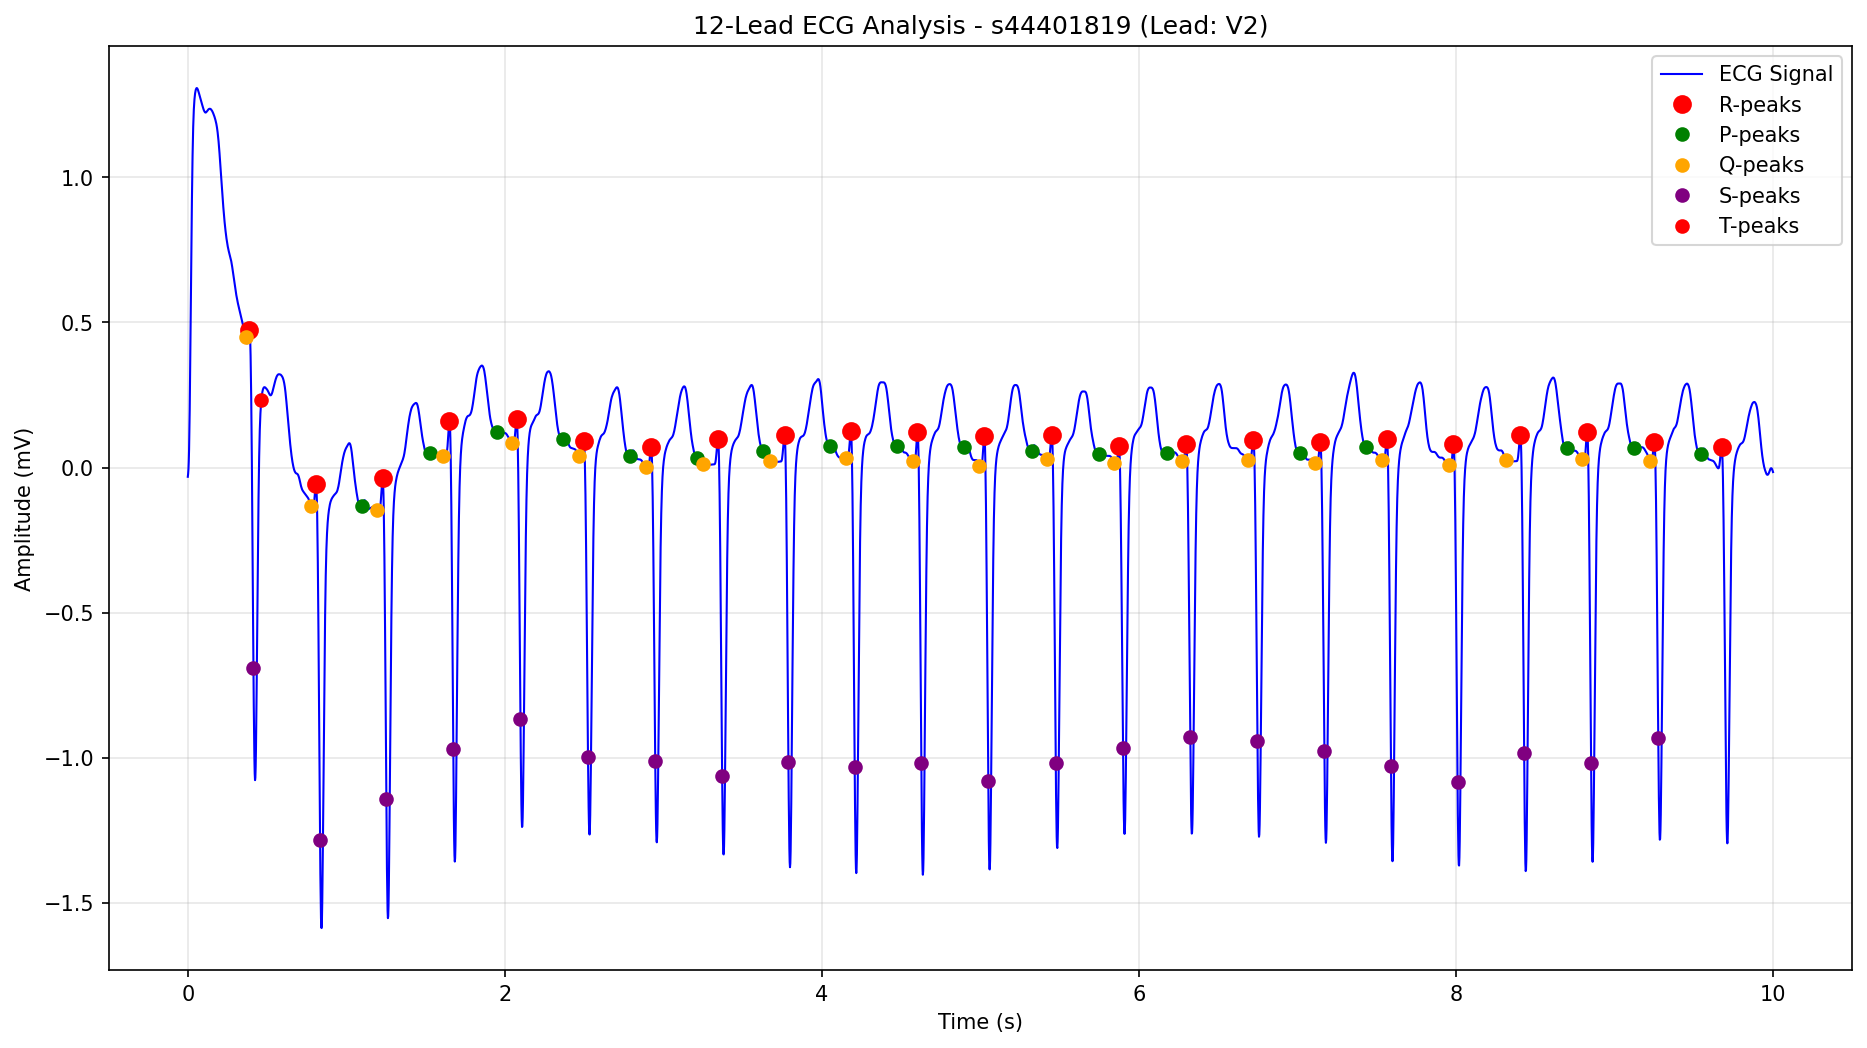 12-Lead ECG Analysis - s44401819 (Lead: V2)
ECG Signal
R-peaks
P-peaks
Q-peaks
S-peaks
T-peaks
Amplitude (mV)
1.0
0.5
0.0
−0.5
−1.0
−1.5
0 2 4 6 8 10
Time (s)